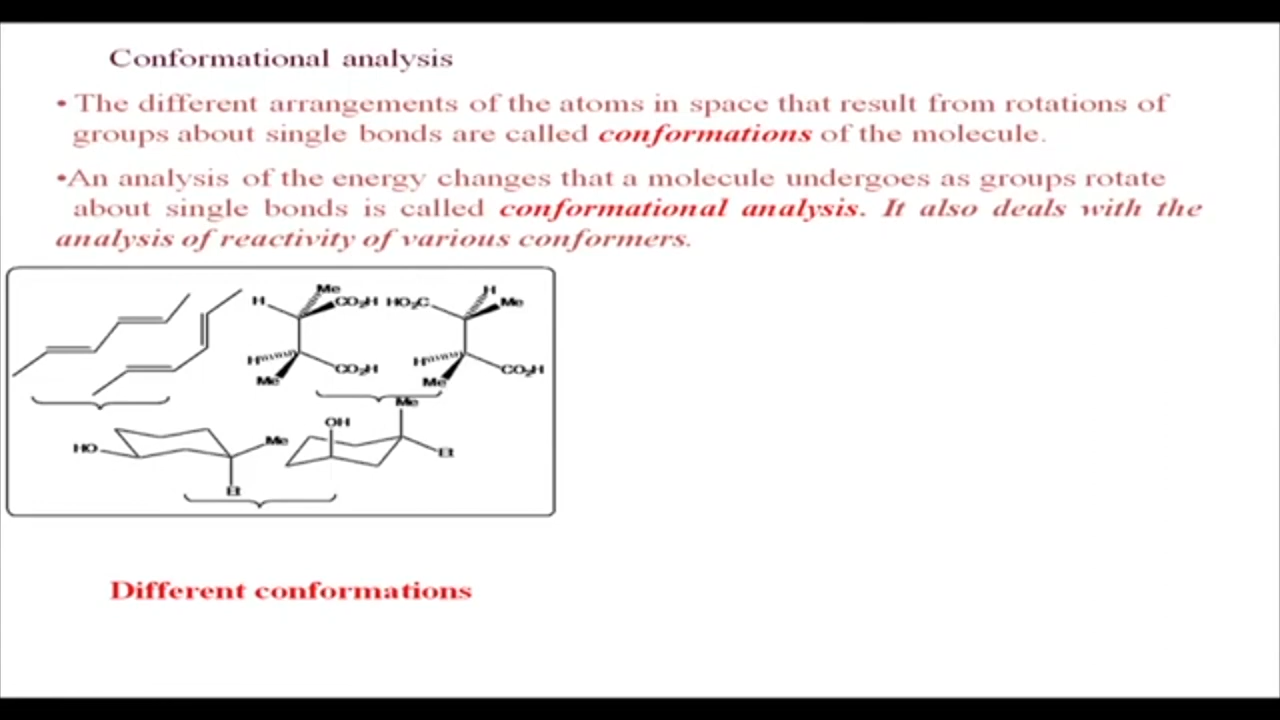 Conformational analysis
• The different arrangements of the atoms in space that result from rotations of
groups about single bonds are called conformations of the molecule.
•An analysis of the energy changes that a molecule undergoes as groups rotate
about single bonds is called conformational analysis. It also deals with the
analysis of reactivity of various conformers.
Me
H CO₂H HO₂C H Me
H CO₂H H CO₂H
Me Me
Me
OH
HO Me Et
Et
Different conformations